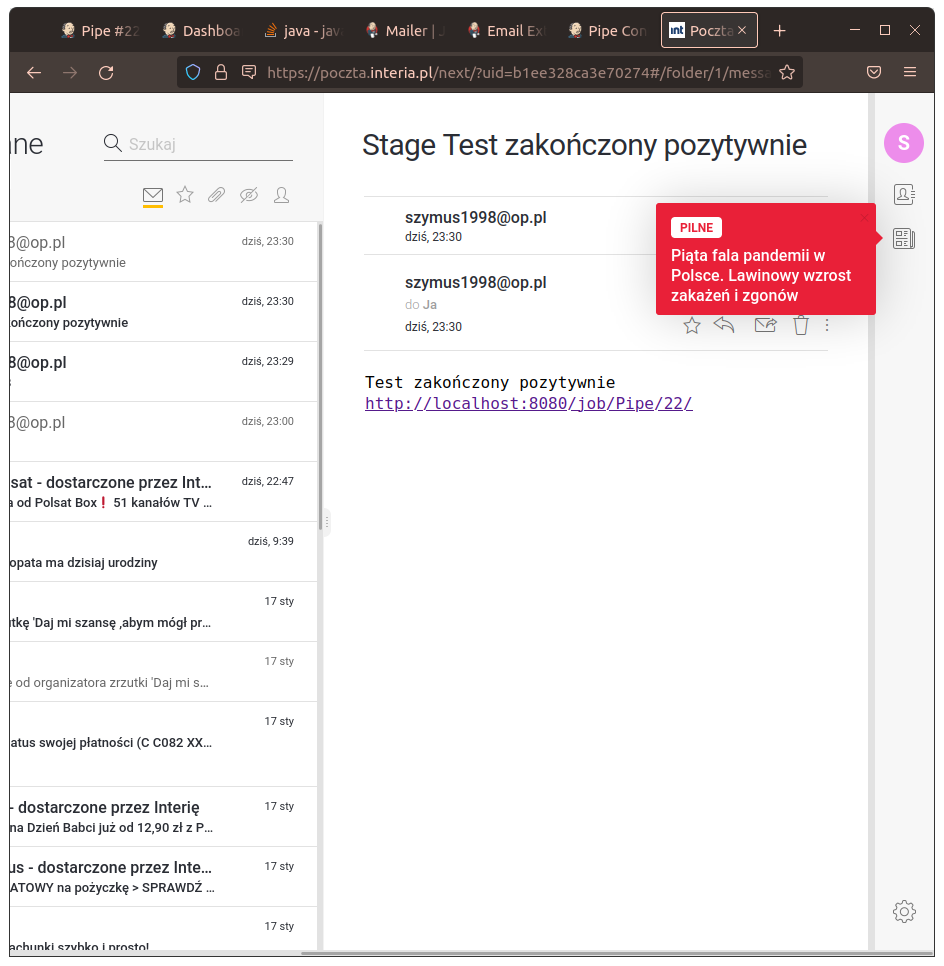 Pipe #22
Dashboa
java - jav
Mailer | J
Email Ext
Pipe Con
int Poczta
https://poczta.interia.pl/next/?uid=b1ee328ca3e70274#/folder/1/messa
ane
Szukaj
8@op.pl dziś, 23:30
kończony pozytywnie
8@op.pl dziś, 23:30
kończony pozytywnie
8@op.pl dziś, 23:29
8@op.pl dziś, 23:00
sat - dostarczone przez Int... dziś, 22:47
a od Polsat Box❗ 51 kanałów TV ...
dziś, 9:39
opata ma dzisiaj urodziny
17 sty
utkę 'Daj mi szansę ,abym mógł pr...
17 sty
e od organizatora zrzutki 'Daj mi s...
17 sty
tatus swojej płatności (C C082 XX...
- dostarczone przez Interię 17 sty
na Dzień Babci już od 12,90 zł z P...
us - dostarczone przez Inte... 17 sty
ATOWY na pożyczkę > SPRAWDŹ ...
17 sty
achunki szybko i prosto!
Stage Test zakończony pozytywnie
szymus1998@op.pl
dziś, 23:30
szymus1998@op.pl
do Ja
dziś, 23:30
Test zakończony pozytywnie
http://localhost:8080/job/Pipe/22/
S
PILNE
Piąta fala pandemii w
Polsce. Lawinowy wzrost
zakażeń i zgonów